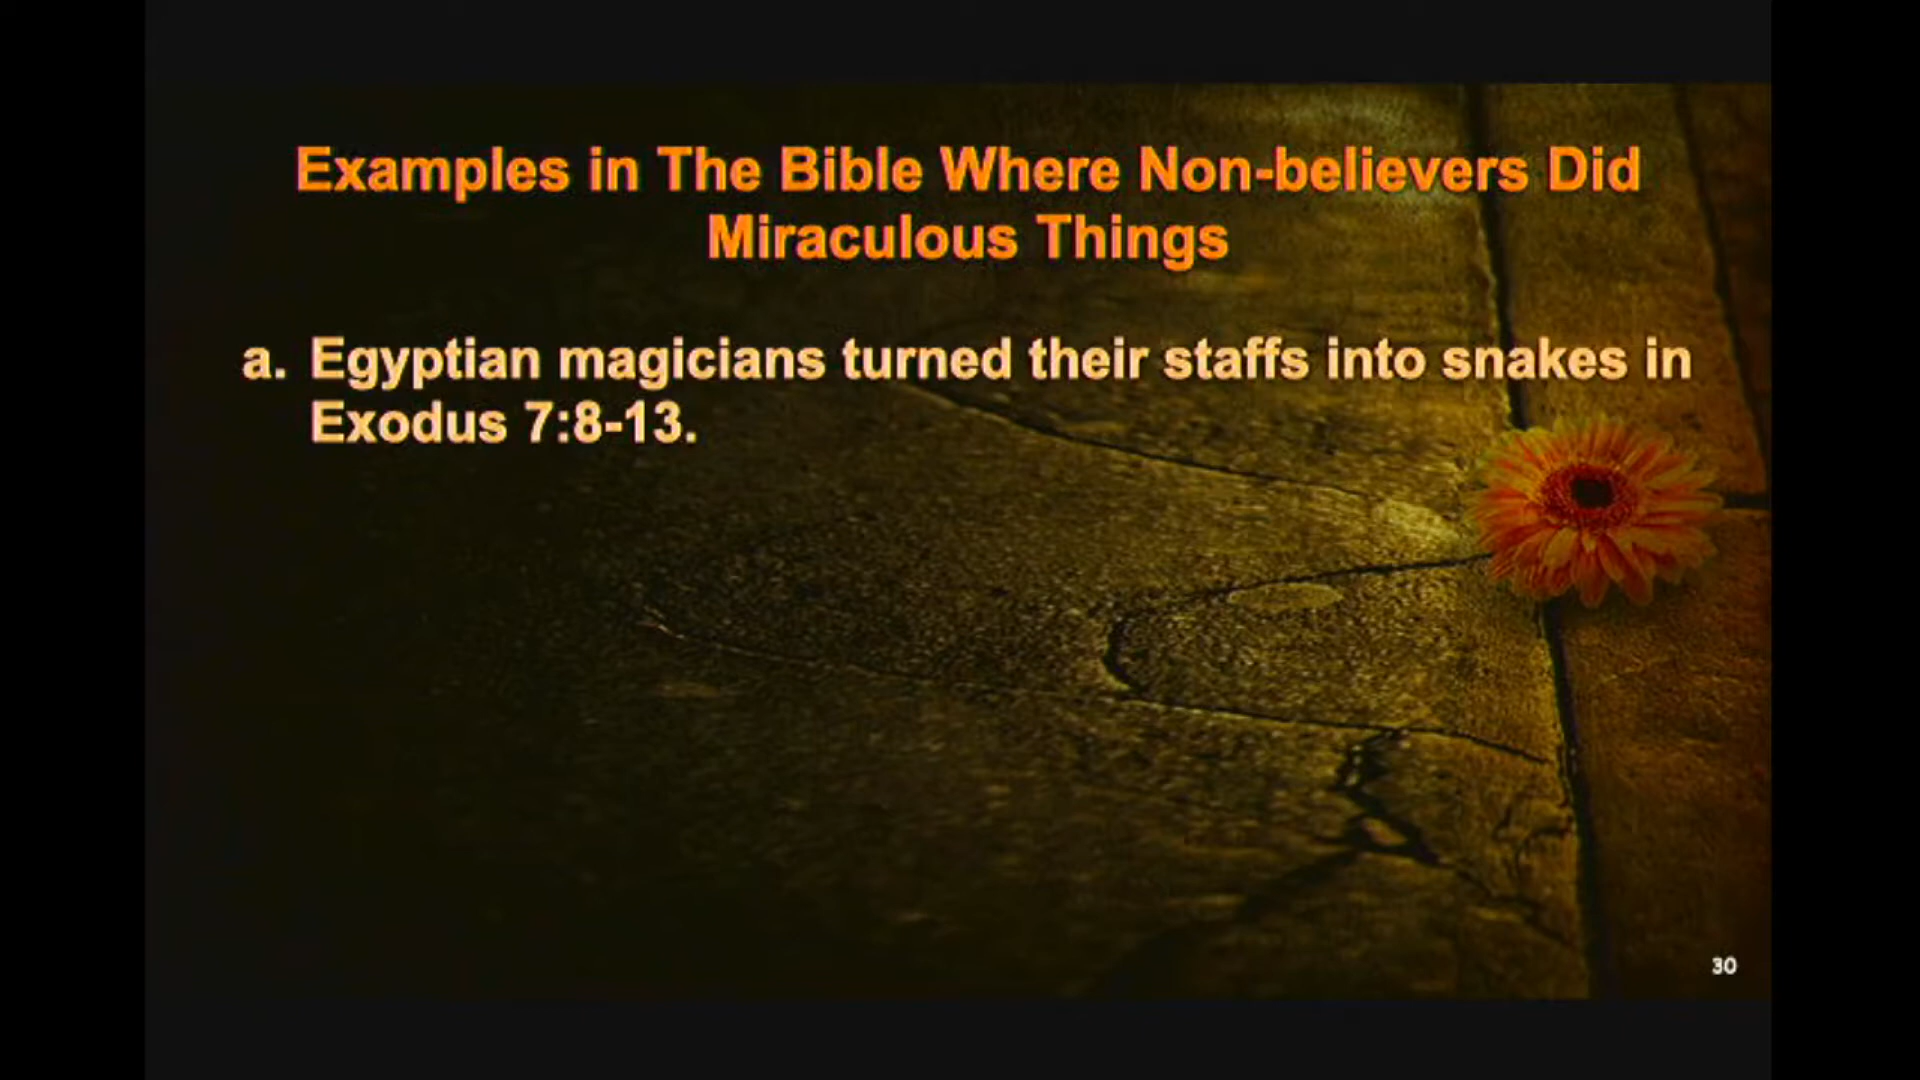 Examples in The Bible Where Non-believers Did
Miraculous Things
a. Egyptian magicians turned their staffs into snakes in
Exodus 7:8-13.
30